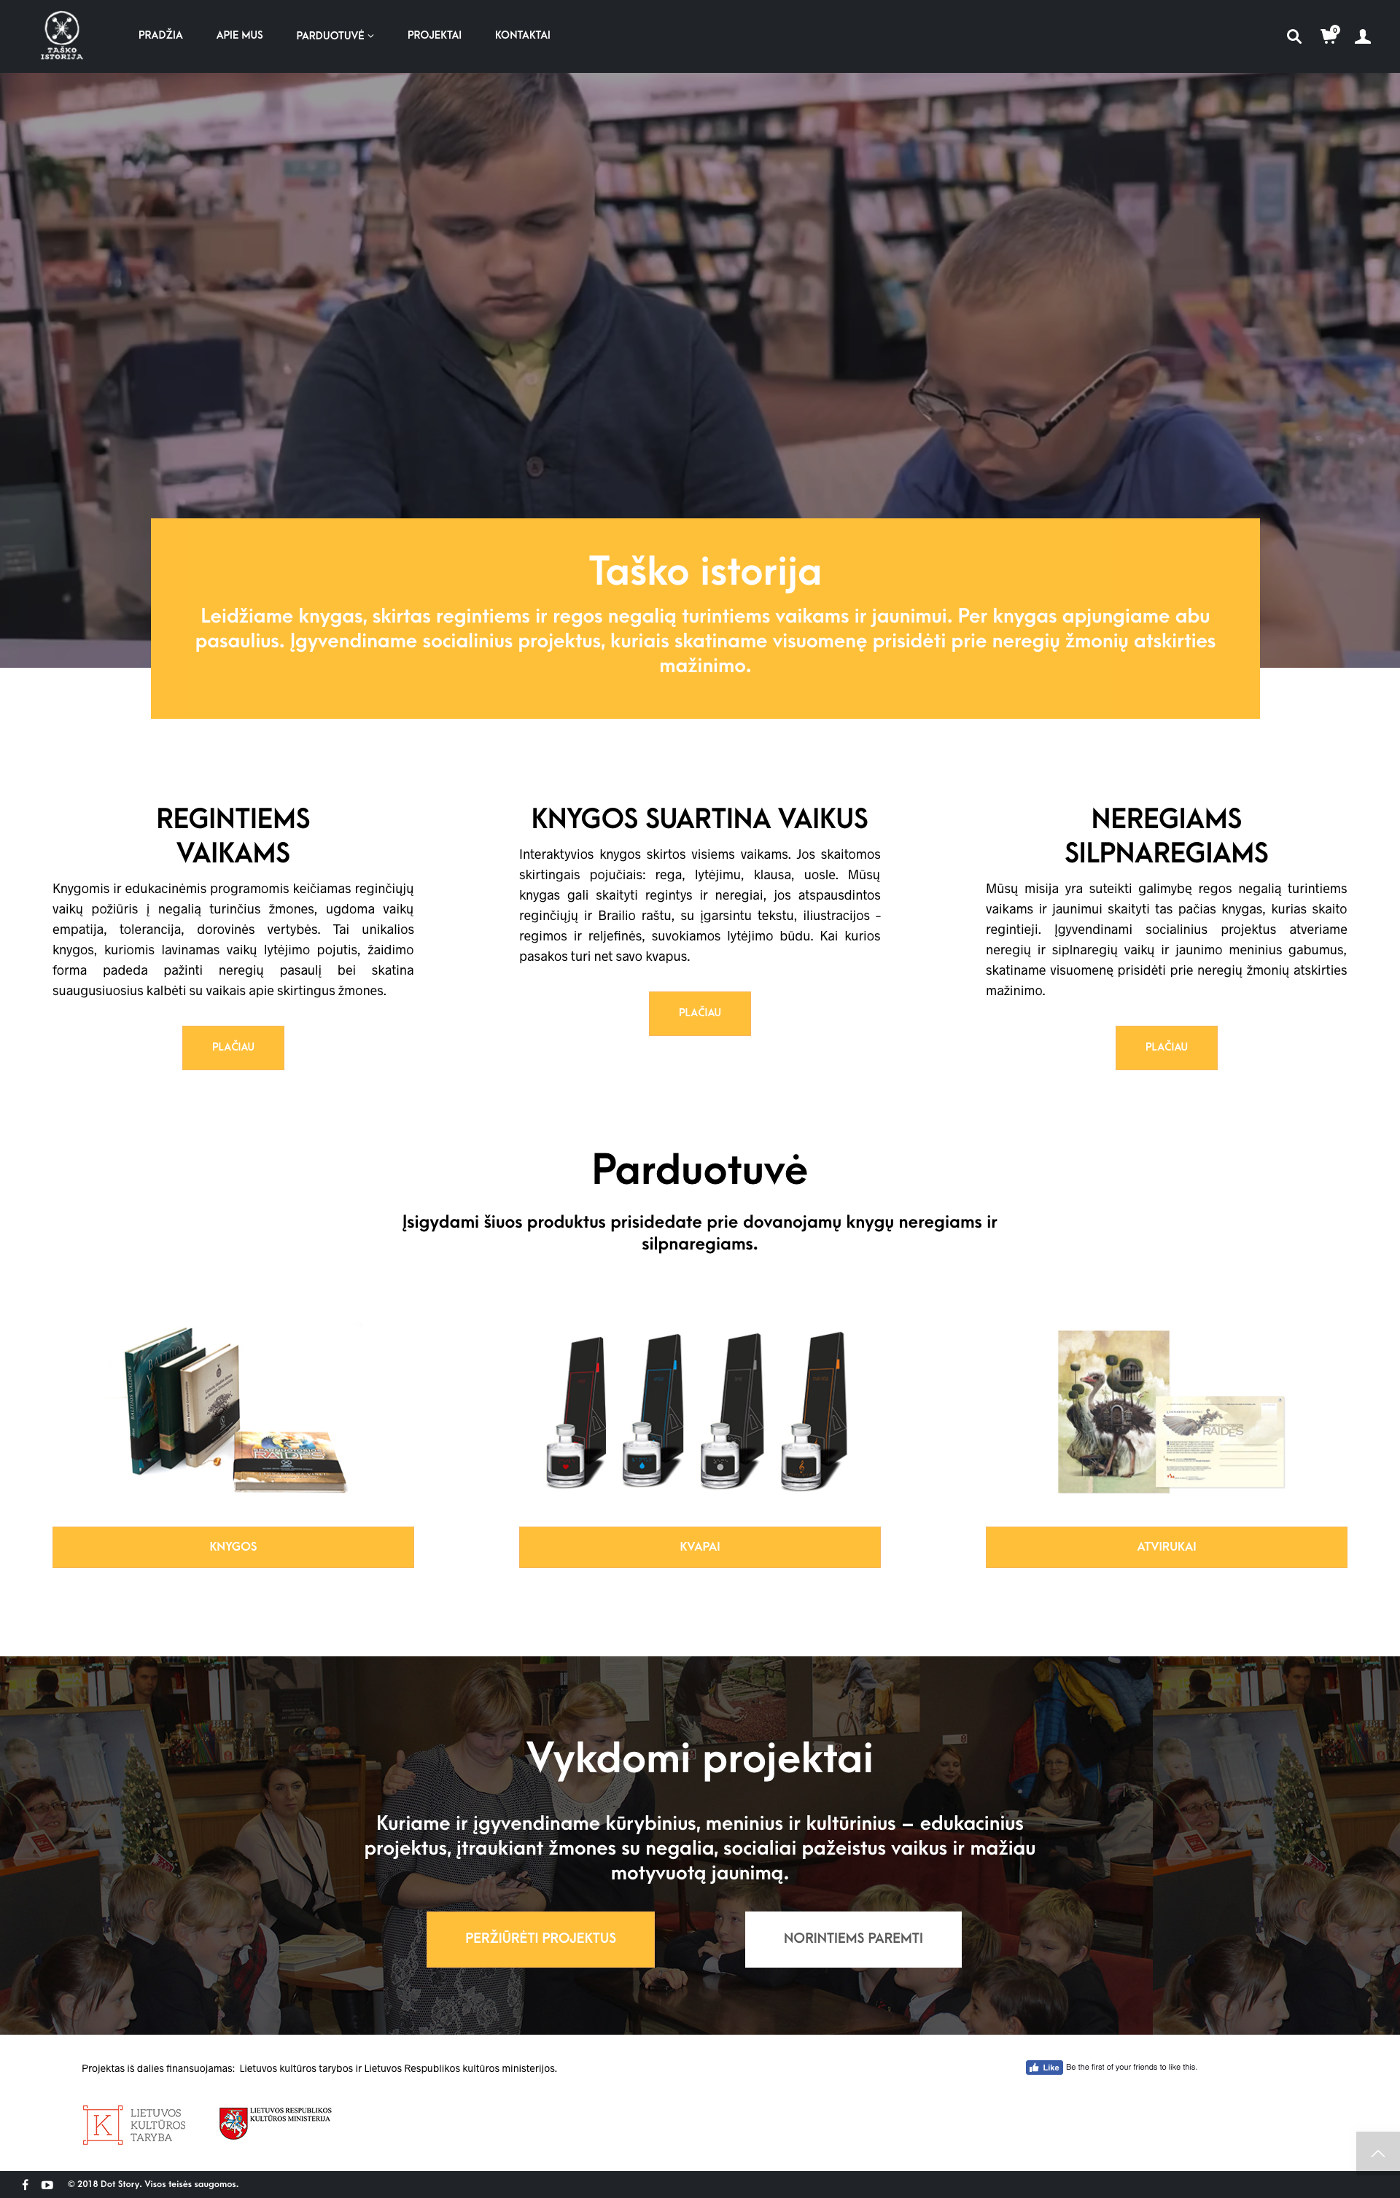 TAŠKO
ISTORIJA
PRADŽIA
APIE MUS
PARDUOTUVĖ
PROJEKTAI
KONTAKTAI
0
Taško istorija
Leidžiame knygas, skirtas regintiems ir regos negalią turintiems vaikams ir jaunimui. Per knygas apjungiame abu
pasaulius. Įgyvendiname socialinius projektus, kuriais skatiname visuomenę prisidėti prie neregių žmonių atskirties
mažinimo.
REGINTIEMS
VAIKAMS
Knygomis ir edukacinėmis programomis keičiamas reginčiųjų
vaikų požiūris į negalią turinčius žmones, ugdoma vaikų
empatija, tolerancija, dorovinės vertybės. Tai unikalios
knygos, kuriomis lavinamas vaikų lytėjimo pojutis, žaidimo
forma padeda pažinti neregių pasaulį bei skatina
suaugusiuosius kalbėti su vaikais apie skirtingus žmones.
PLAČIAU
KNYGOS SUARTINA VAIKUS
Interaktyvios knygos skirtos visiems vaikams. Jos skaitomos
skirtingais pojučiais: rega, lytėjimu, klausa, uosle. Mūsų
knygas gali skaityti regintys ir neregiai, jos atspausdintos
reginčiųjų ir Brailio raštu, su įgarsintu tekstu, iliustracijos -
regimos ir reljefinės, suvokiamos lytėjimo būdu. Kai kurios
pasakos turi net savo kvapus.
PLAČIAU
NEREGIAMS
SILPNAREGIAMS
Mūsų misija yra suteikti galimybę regos negalią turintiems
vaikams ir jaunimui skaityti tas pačias knygas, kurias skaito
regintieji. Įgyvendinami socialinius projektus atveriame
neregių ir siplnaregių vaikų ir jaunimo meninius gabumus,
skatiname visuomenę prisidėti prie neregių žmonių atskirties
mažinimo.
PLAČIAU
Parduotuvė
Įsigydami šiuos produktus prisidedate prie dovanojamų knygų neregiams ir
silpnaregiams.
RAIDĖS
RAIDĖS
KNYGOS
KVAPAI
ATVIRUKAI
Vykdomi projektai
Kuriame ir įgyvendiname kūrybinius, meninius ir kultūrinius – edukacinius
projektus, įtraukiant žmones su negalia, socialiai pažeistus vaikus ir mažiau
motyvuotą jaunimą.
PERŽIŪRĖTI PROJEKTUS
NORINTIEMS PAREMTI
Projektas iš dalies finansuojamas: Lietuvos kultūros tarybos ir Lietuvos Respublikos kultūros ministerijos.
Like
Be the first of your friends to like this.
K
LIETUVOS
KULTŪROS
TARYBA
LIETUVOS RESPUBLIKOS
KULTŪROS MINISTERIJA
© 2018 Dot Story. Visos teisės saugomos.